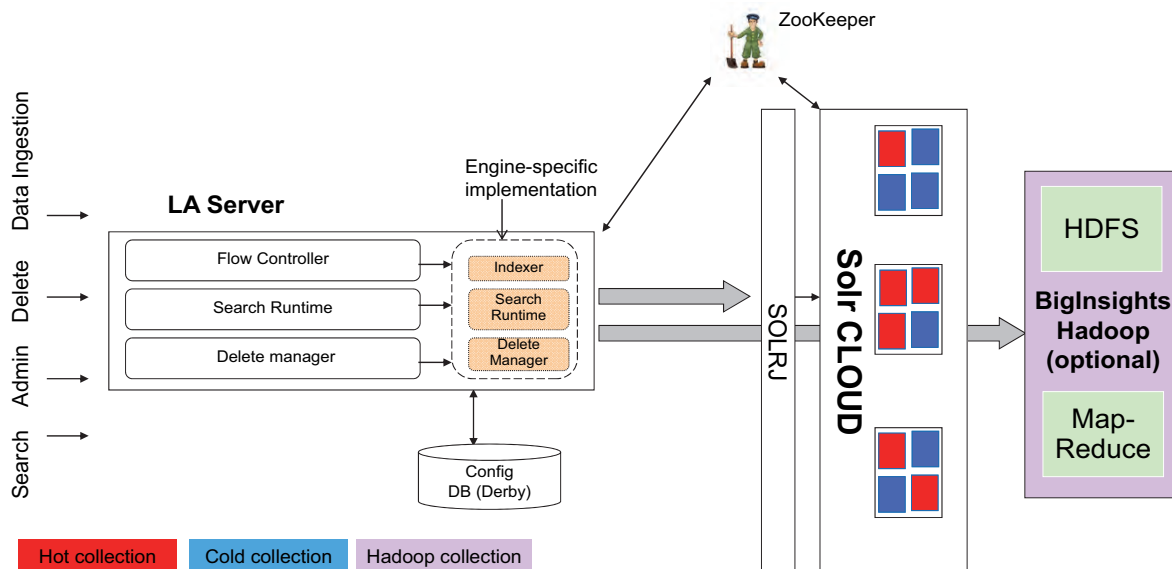 ZooKeeper
Data Ingestion
Delete
Admin
Search
Engine-specific
implementation
LA Server
Flow Controller
Search Runtime
Delete manager
Indexer
Search
Runtime
Delete
Manager
Config
DB (Derby)
SOLRJ
Solr CLOUD
HDFS
BigInsights
Hadoop
(optional)
Map-
Reduce
Hot collection
Cold collection
Hadoop collection